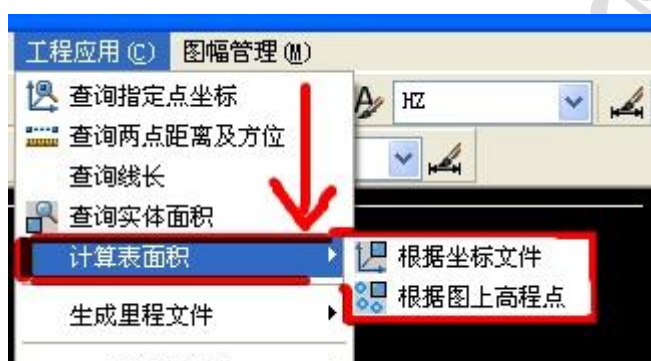 工程应用(C) 图幅管理(M)
查询指定点坐标
HZ
查询两点距离及方位
查询线长
查询实体面积
计算表面积
根据坐标文件
根据图上高程点
生成里程文件